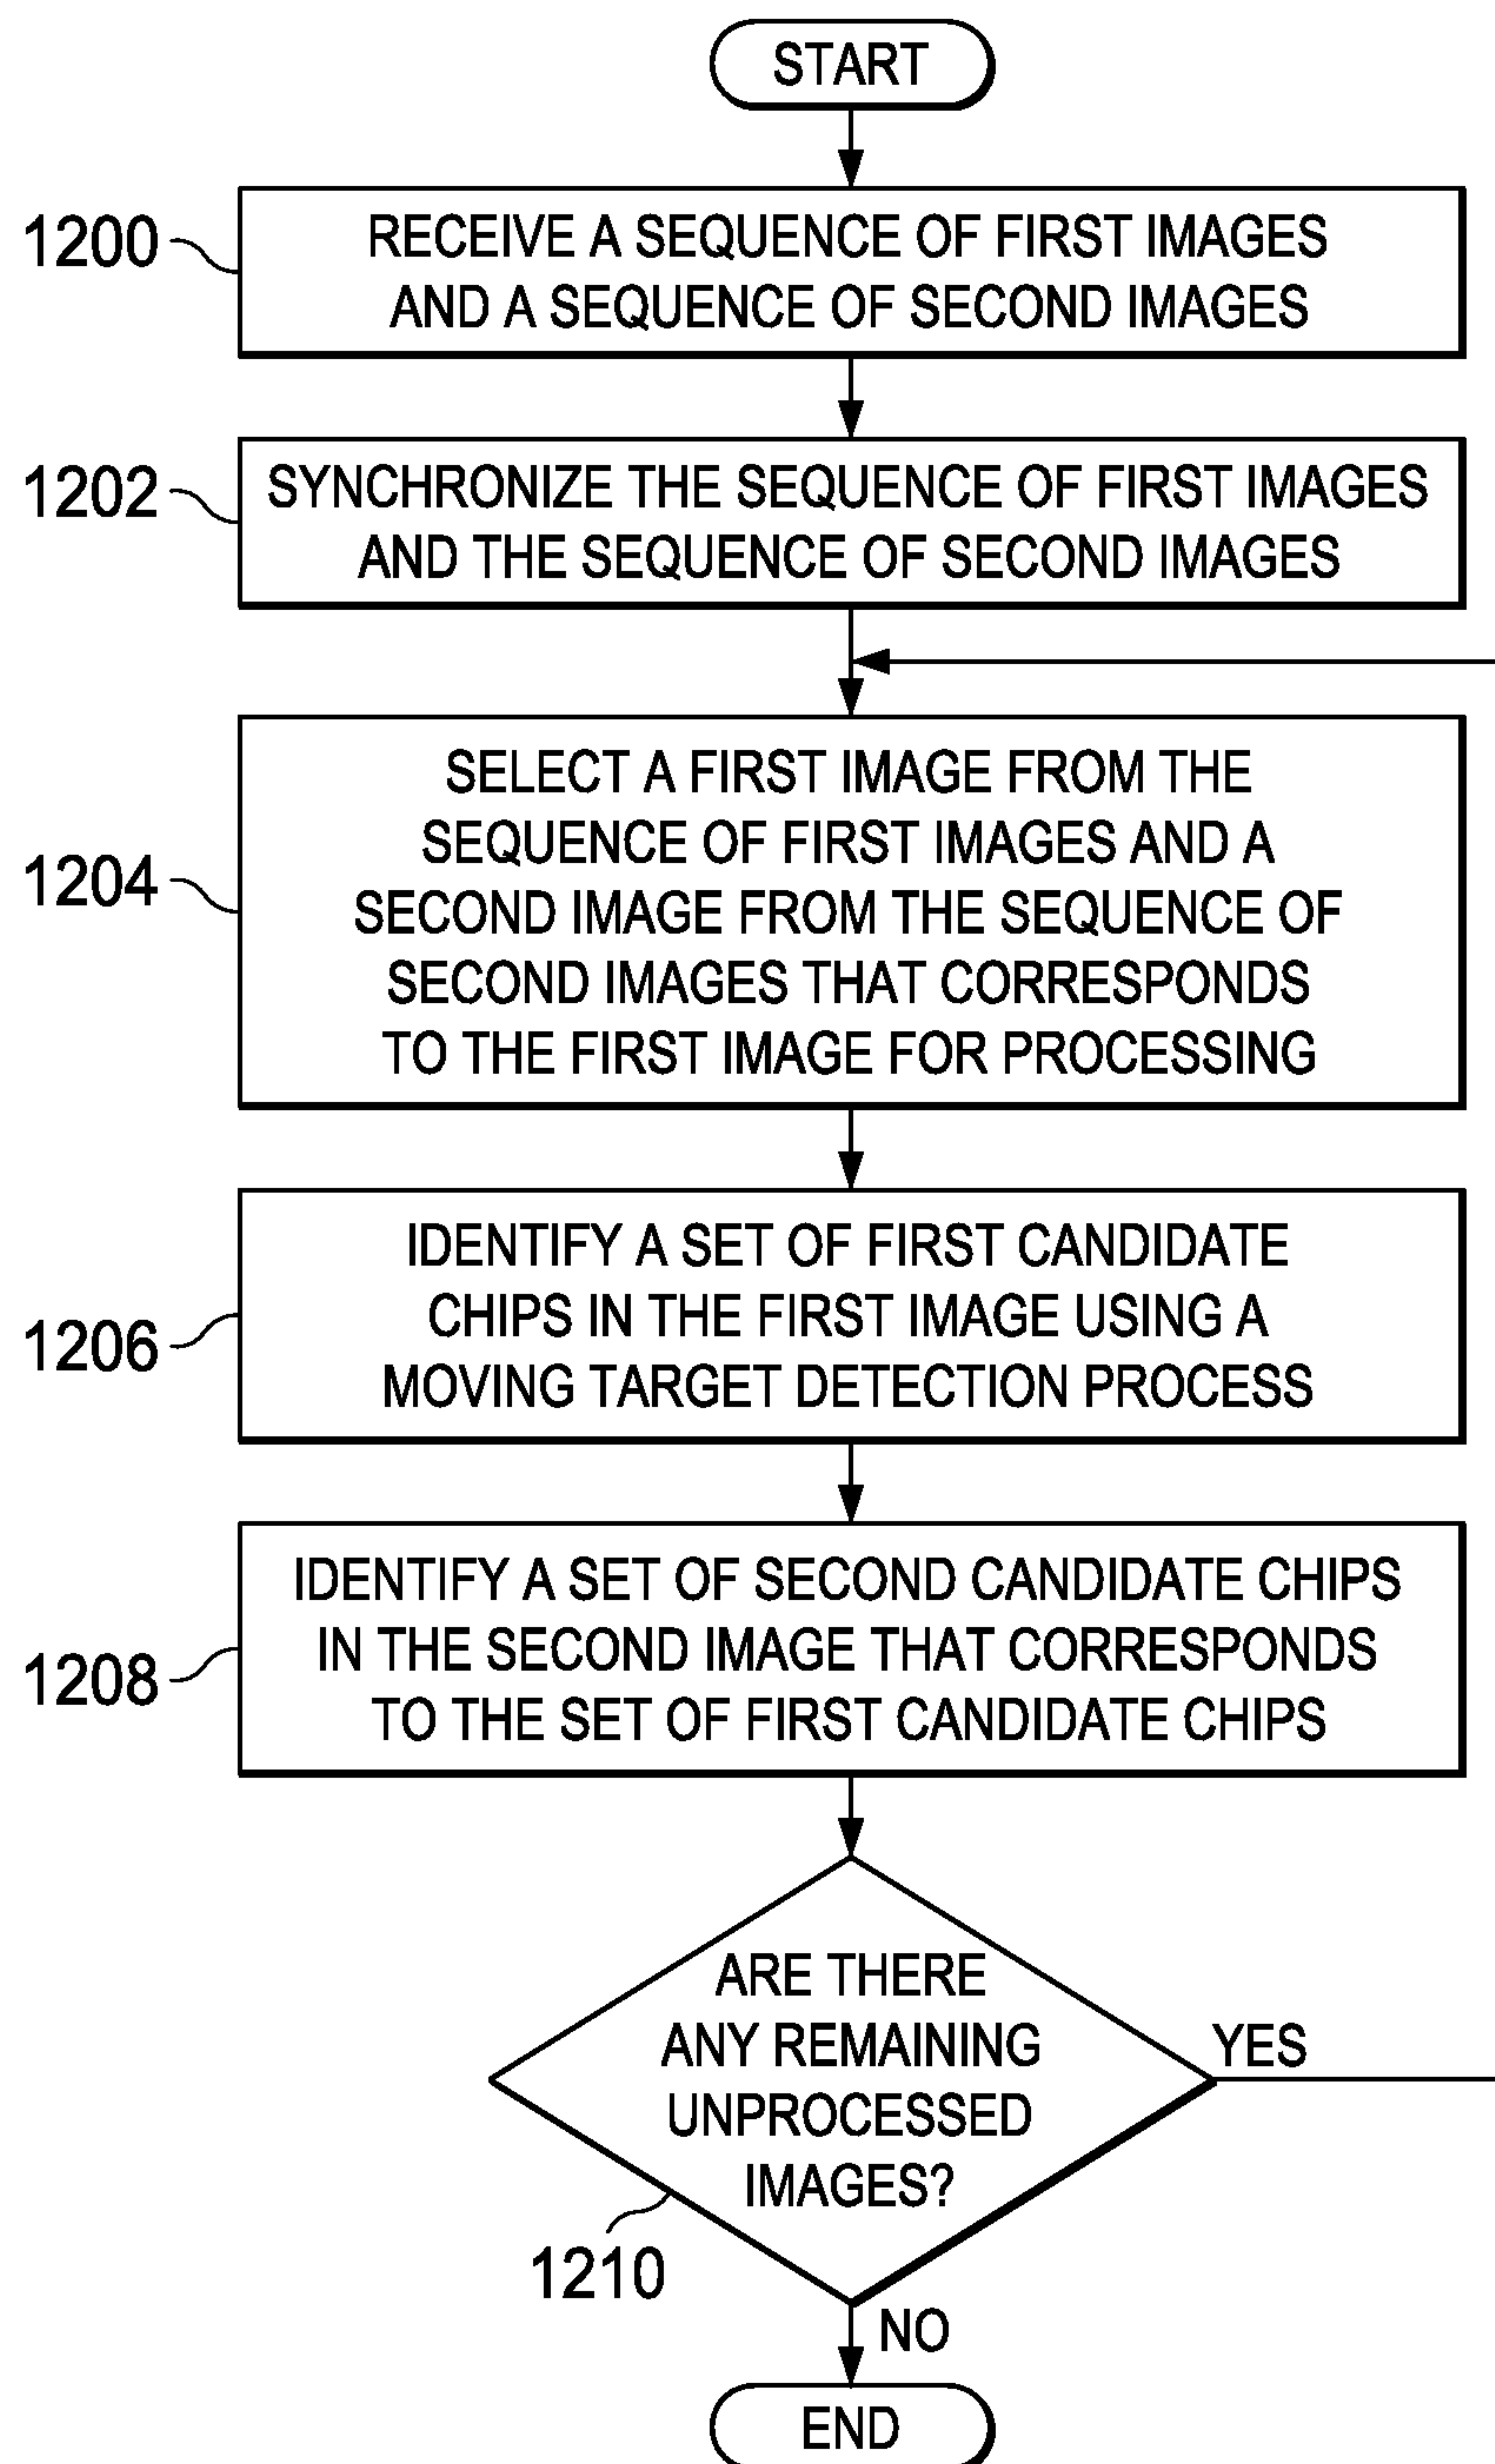 START
1200
RECEIVE A SEQUENCE OF FIRST IMAGES
AND A SEQUENCE OF SECOND IMAGES
1202
SYNCHRONIZE THE SEQUENCE OF FIRST IMAGES
AND THE SEQUENCE OF SECOND IMAGES
1204
SELECT A FIRST IMAGE FROM THE
SEQUENCE OF FIRST IMAGES AND A
SECOND IMAGE FROM THE SEQUENCE OF
SECOND IMAGES THAT CORRESPONDS
TO THE FIRST IMAGE FOR PROCESSING
1206
IDENTIFY A SET OF FIRST CANDIDATE
CHIPS IN THE FIRST IMAGE USING A
MOVING TARGET DETECTION PROCESS
1208
IDENTIFY A SET OF SECOND CANDIDATE CHIPS
IN THE SECOND IMAGE THAT CORRESPONDS
TO THE SET OF FIRST CANDIDATE CHIPS
ARE THERE
ANY REMAINING
UNPROCESSED
IMAGES?
YES
1210
NO
END